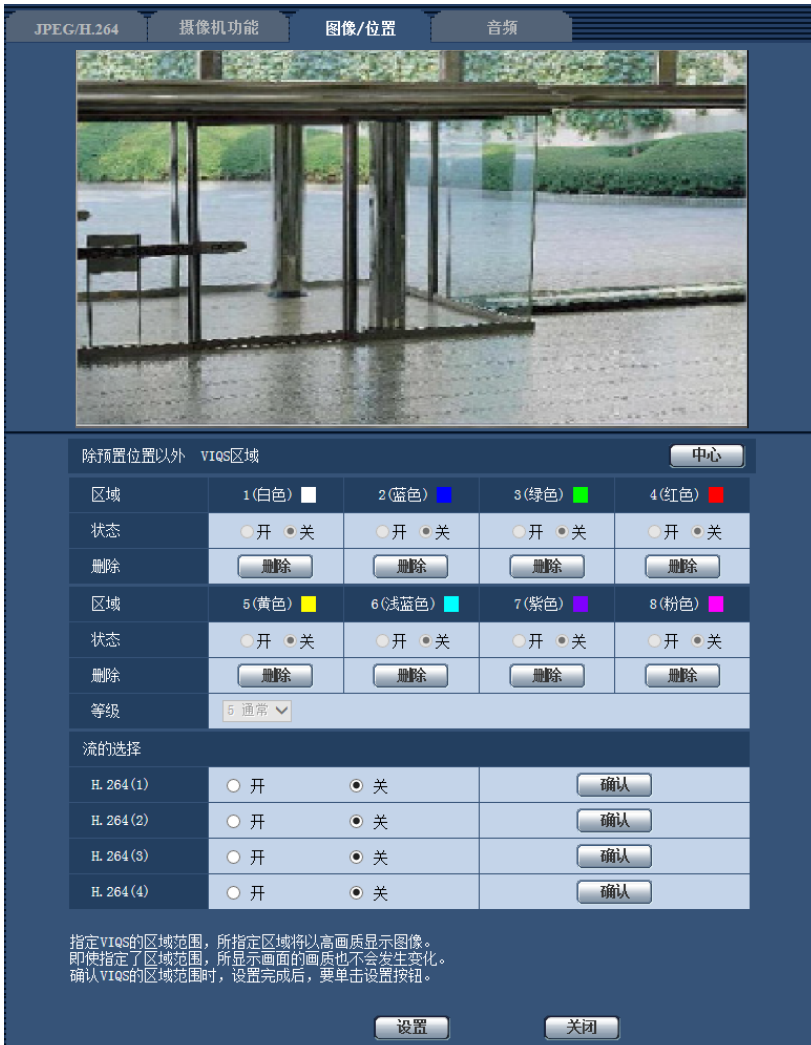 JPEG/H.264 摄像机功能 图像/位置 音频
除预置位置以外 VIQS区域 中心
区域 1(白色) 2(蓝色) 3(绿色) 4(红色)
状态 开 关 开 关 开 关 开 关
删除 删除 删除 删除 删除
区域 5(黄色) 6(浅蓝色) 7(紫色) 8(粉色)
状态 开 关 开 关 开 关 开 关
删除 删除 删除 删除 删除
等级 5 通常
流的选择
H.264(1) 开 关 确认
H.264(2) 开 关 确认
H.264(3) 开 关 确认
H.264(4) 开 关 确认
指定VIQS的区域范围，所指定区域将以高画质显示图像。
即使指定了区域范围，所显示画面的画质也不会发生变化。
确认VIQS的区域范围时，设置完成后，要单击设置按钮。
设置 关闭